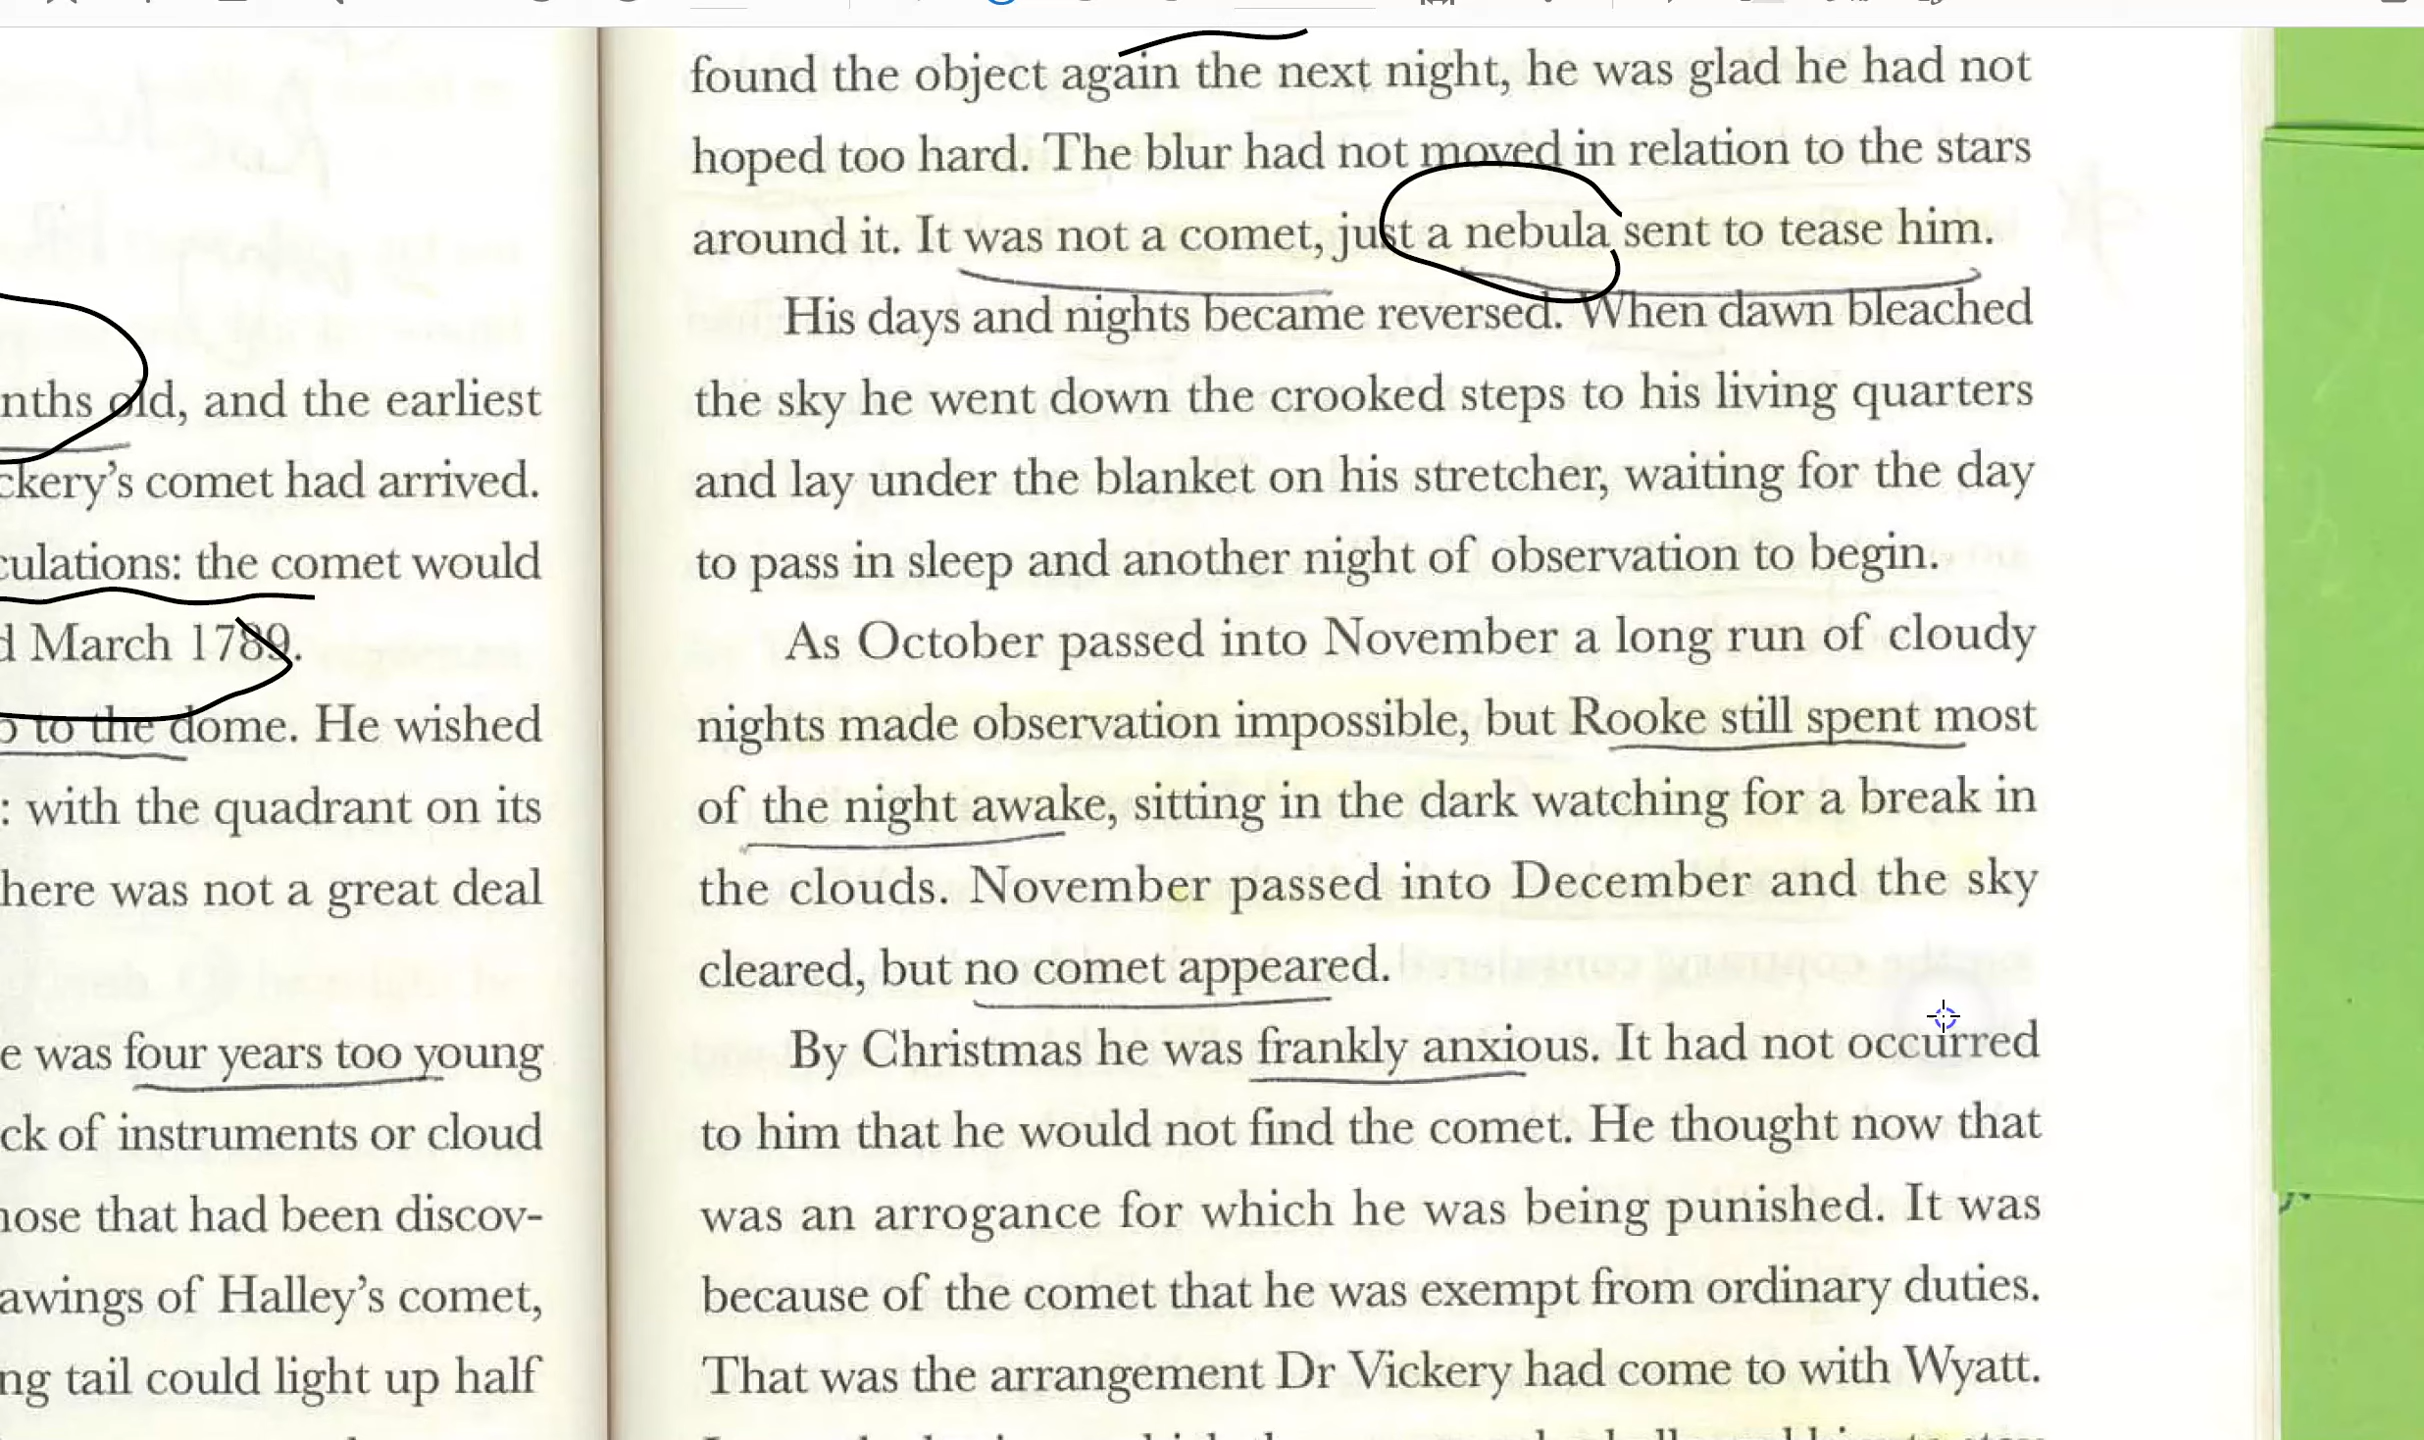 nths old, and the earliest
ckery's comet had arrived.
culations: the comet would
d March 1789.
to the dome. He wished
: with the quadrant on its
here was not a great deal
e was four years too young
ck of instruments or cloud
hose that had been discov-
awings of Halley's comet,
ng tail could light up half
found the object again the next night, he was glad he had not
hoped too hard. The blur had not moved in relation to the stars
around it. It was not a comet, just a nebula sent to tease him.
His days and nights became reversed. When dawn bleached
the sky he went down the crooked steps to his living quarters
and lay under the blanket on his stretcher, waiting for the day
to pass in sleep and another night of observation to begin.
As October passed into November a long run of cloudy
nights made observation impossible, but Rooke still spent most
of the night awake, sitting in the dark watching for a break in
the clouds. November passed into December and the sky
cleared, but no comet appeared.
By Christmas he was frankly anxious. It had not occurred
to him that he would not find the comet. He thought now that
was an arrogance for which he was being punished. It was
because of the comet that he was exempt from ordinary duties.
That was the arrangement Dr Vickery had come to with Wyatt.